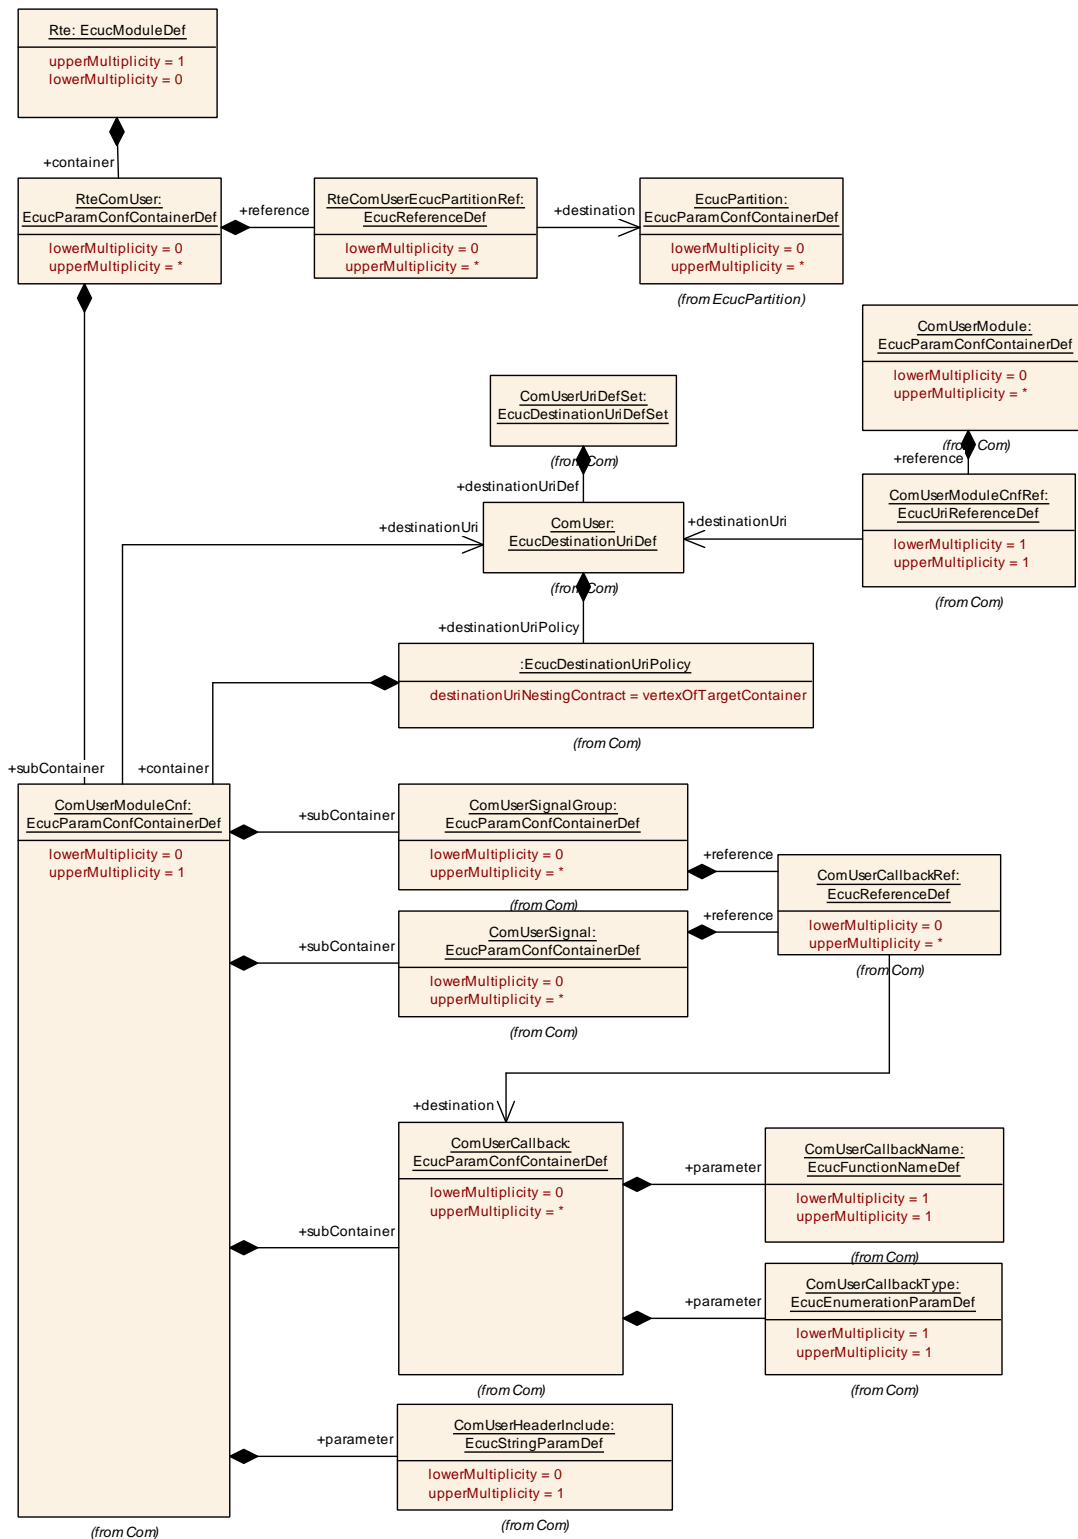 Rte: EcucModuleDef
upperMultiplicity = 1
lowerMultiplicity = 0
+container
RteComUser:
EcucParamConfContainerDef
lowerMultiplicity = 0
upperMultiplicity = *
+reference
RteComUserEcucPartitionRef:
EcucReferenceDef
lowerMultiplicity = 0
upperMultiplicity = *
+destination
EcucPartition:
EcucParamConfContainerDef
lowerMultiplicity = 0
upperMultiplicity = *
(from EcucPartition)
ComUserModule:
EcucParamConfContainerDef
lowerMultiplicity = 0
upperMultiplicity = *
(from Com)
+reference
ComUserUriDefSet:
EcucDestinationUriDefSet
(from Com)
+destinationUriDef
ComUserModuleCnfRef:
EcucUriReferenceDef
lowerMultiplicity = 1
upperMultiplicity = 1
(from Com)
+destinationUri
ComUser:
EcucDestinationUriDef
(from Com)
+destinationUri
+destinationUriPolicy
:EcucDestinationUriPolicy
destinationUriNestingContract = vertexOfTargetContainer
(from Com)
+subContainer
+container
ComUserModuleCnf:
EcucParamConfContainerDef
lowerMultiplicity = 0
upperMultiplicity = 1
(from Com)
+subContainer
ComUserSignalGroup:
EcucParamConfContainerDef
lowerMultiplicity = 0
upperMultiplicity = *
(from Com)
+reference
ComUserCallbackRef:
EcucReferenceDef
lowerMultiplicity = 0
upperMultiplicity = *
(from Com)
+subContainer
ComUserSignal:
EcucParamConfContainerDef
lowerMultiplicity = 0
upperMultiplicity = *
(from Com)
+reference
+destination
+subContainer
ComUserCallback:
EcucParamConfContainerDef
lowerMultiplicity = 0
upperMultiplicity = *
(from Com)
+parameter
ComUserCallbackName:
EcucFunctionNameDef
lowerMultiplicity = 1
upperMultiplicity = 1
(from Com)
+parameter
ComUserCallbackType:
EcucEnumerationParamDef
lowerMultiplicity = 1
upperMultiplicity = 1
(from Com)
+parameter
ComUserHeaderInclude:
EcucStringParamDef
lowerMultiplicity = 0
upperMultiplicity = 1
(from Com)